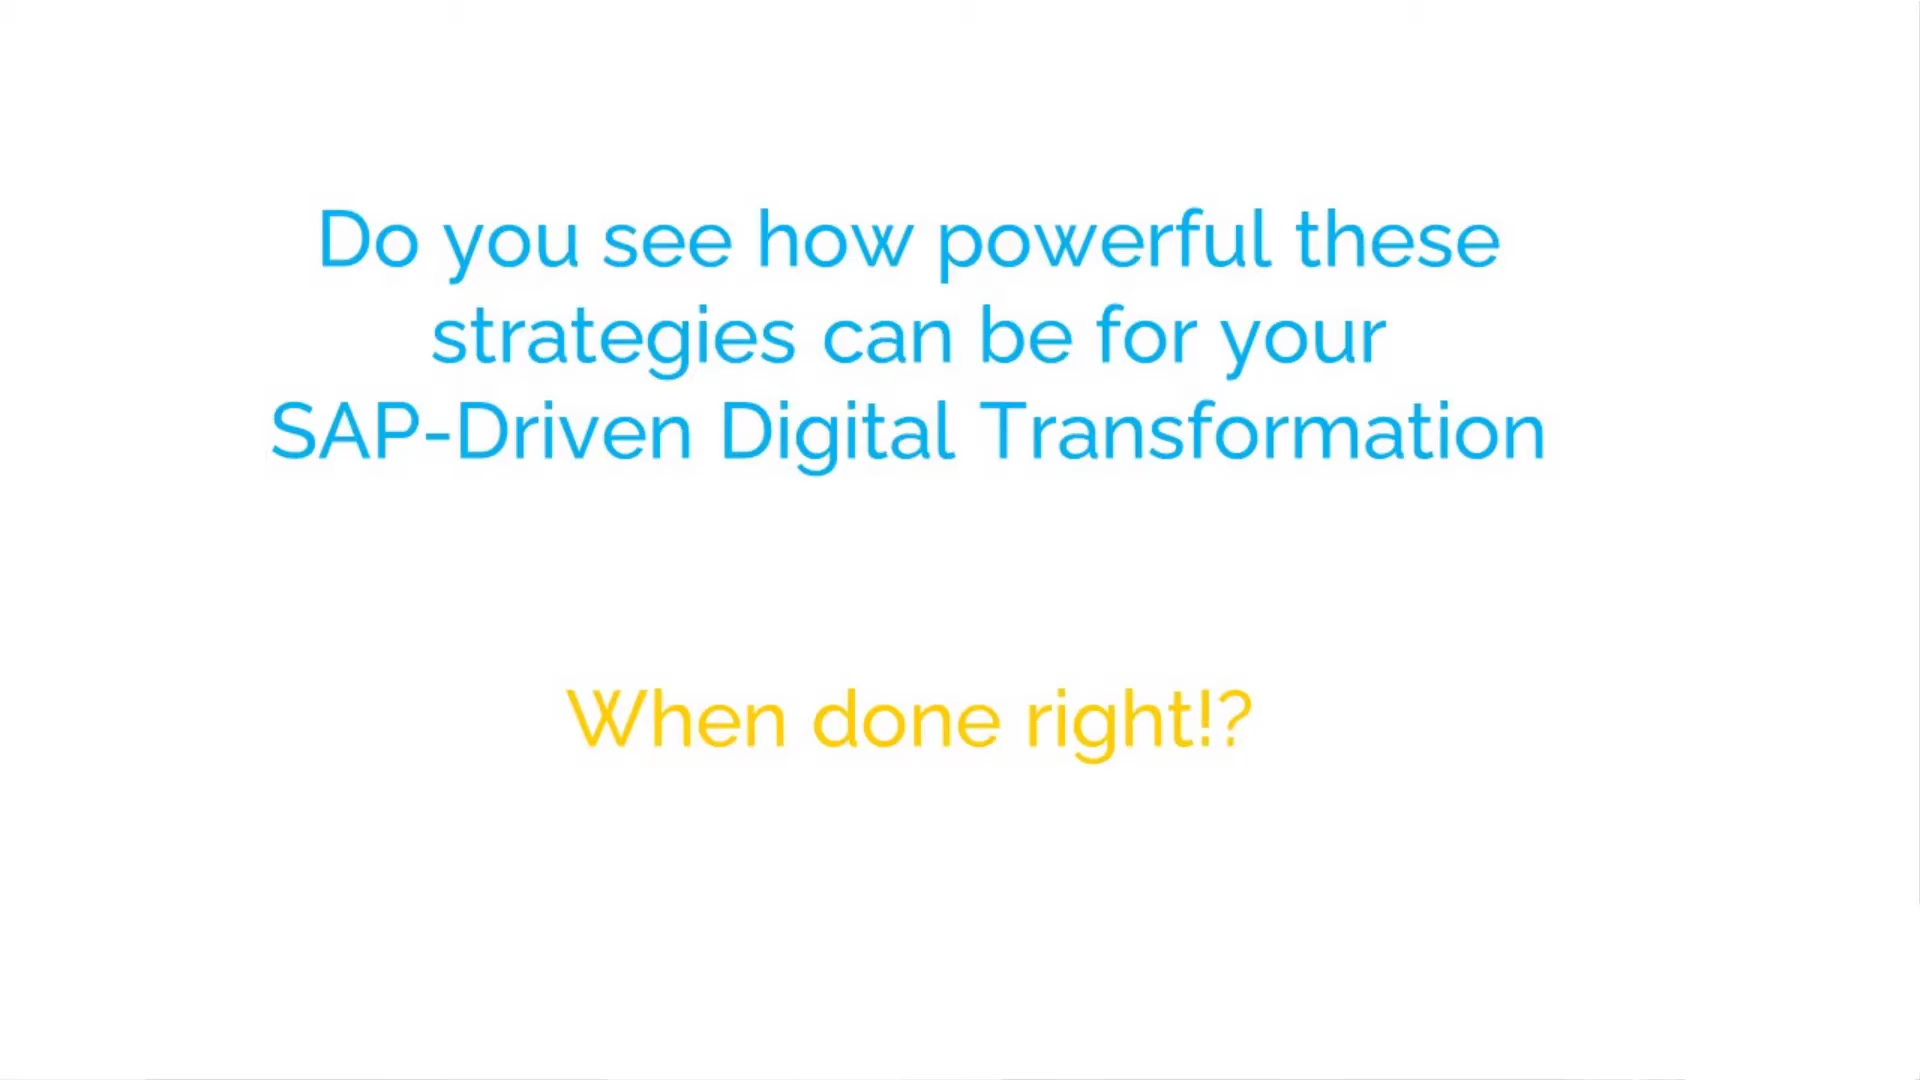 Do you see how powerful these
strategies can be for your
SAP-Driven Digital Transformation
When done right!?